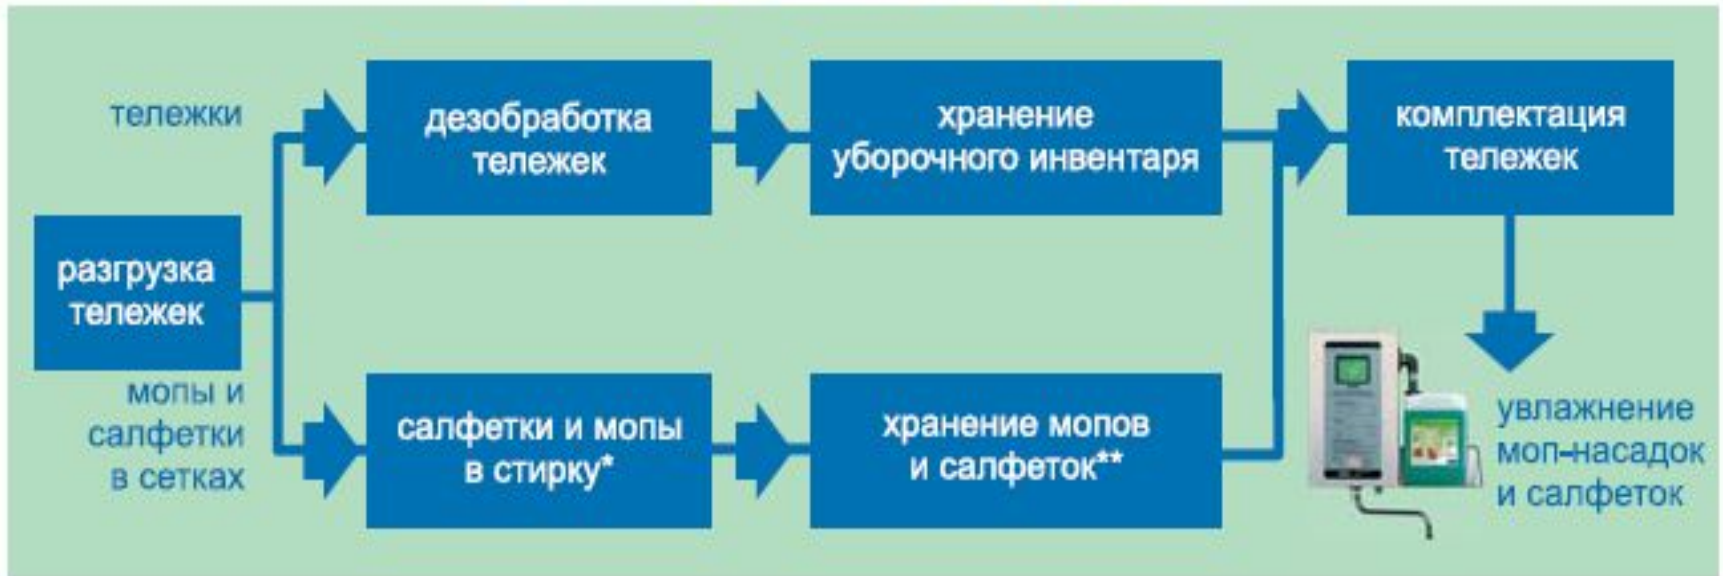 тележки
дезобработка
тележек
хранение
уборочного инвентаря
комплектация
тележек
разгрузка
тележек
мопы и
салфетки
в сетках
салфетки и мопы
в стирку*
хранение мопов
и салфеток**
увлажнение
моп-насадок
и салфеток